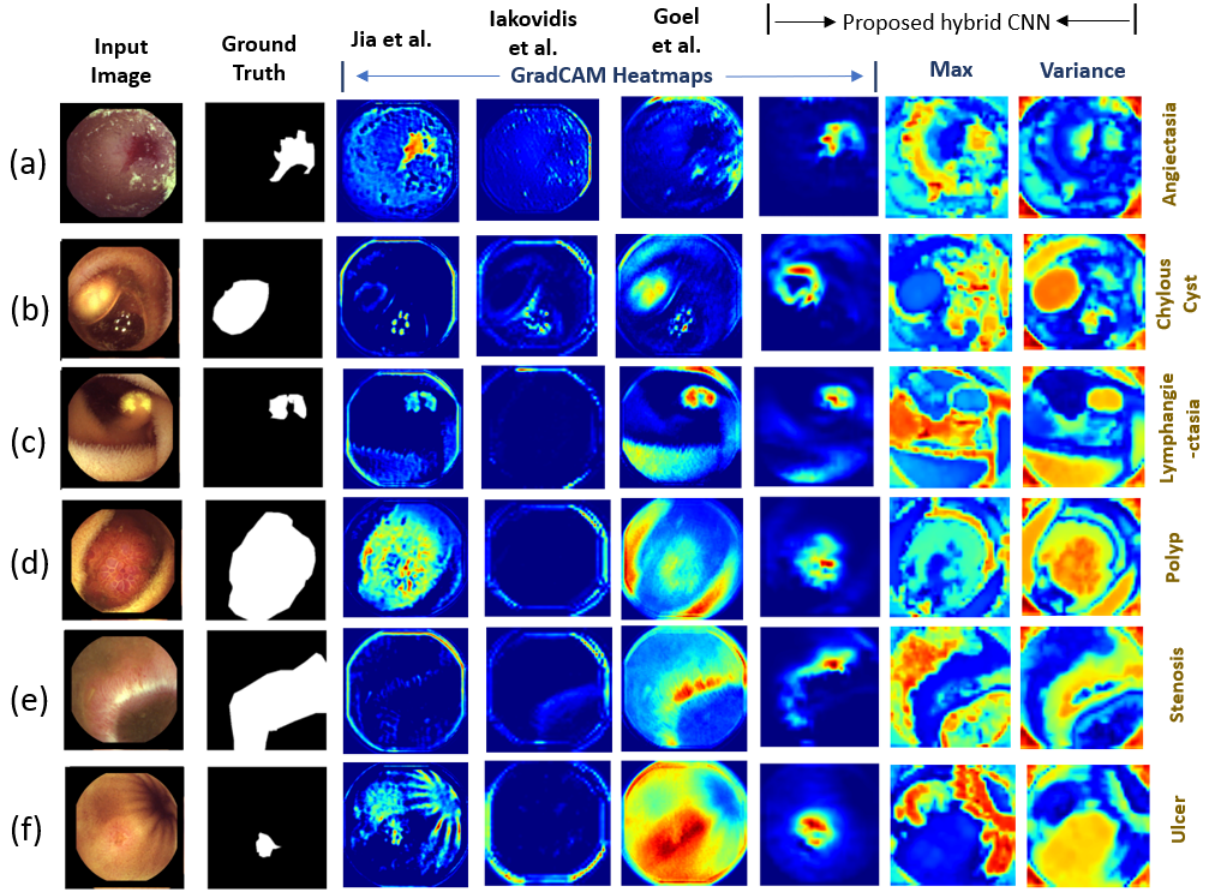 Proposed hybrid CNN
Input
Image
Ground
Truth
Jia et al.
Iakovidis
et al.
Goel
et al.
GradCAM Heatmaps
Max
Variance
(a)
Angiectasia
(b)
Chylous
Cyst
(c)
Lymphangie
-ctasia
(d)
Polyp
(e)
Stenosis
(f)
Ulcer